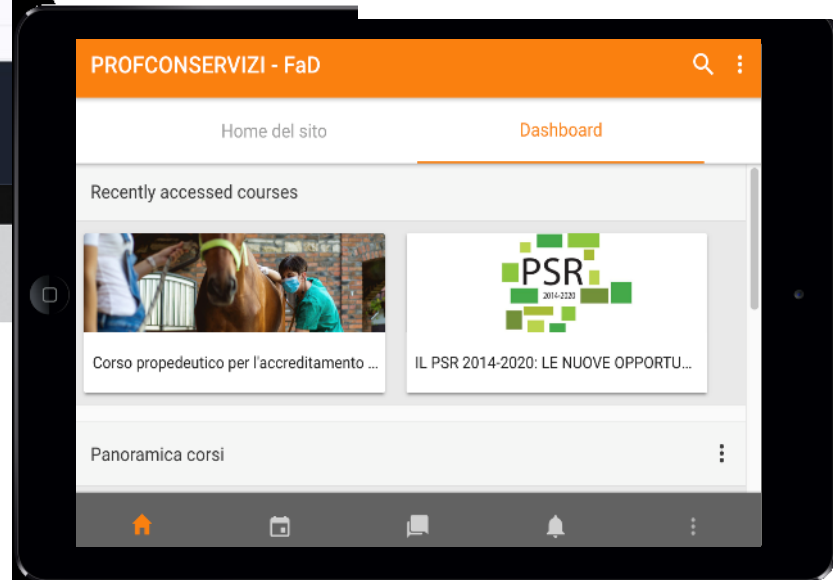 PROFCONSERVIZI - FaD
Home del sito
Dashboard
Recently accessed courses
PSR
2014-2020
Corso propedeutico per l'accreditamento ...
IL PSR 2014-2020: LE NUOVE OPPORTU...
Panoramica corsi